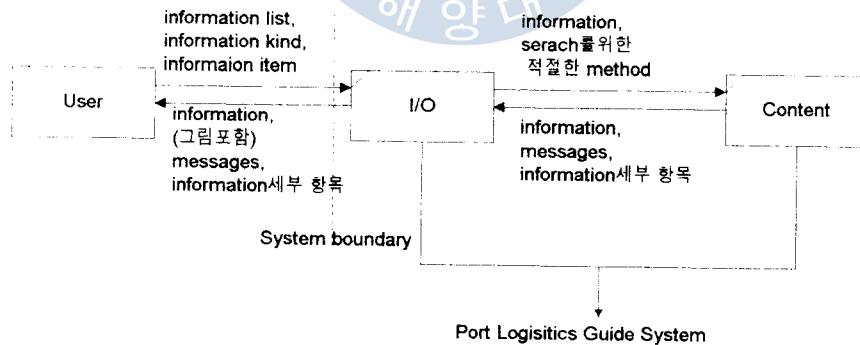 해양대
information list,
information kind,
informaion item
information,
serach를위한
적절한 method
User
I/O
Content
information,
(그림포함)
messages,
information세부 항목
information,
messages,
information세부 항목
System boundary
Port Logisitics Guide System